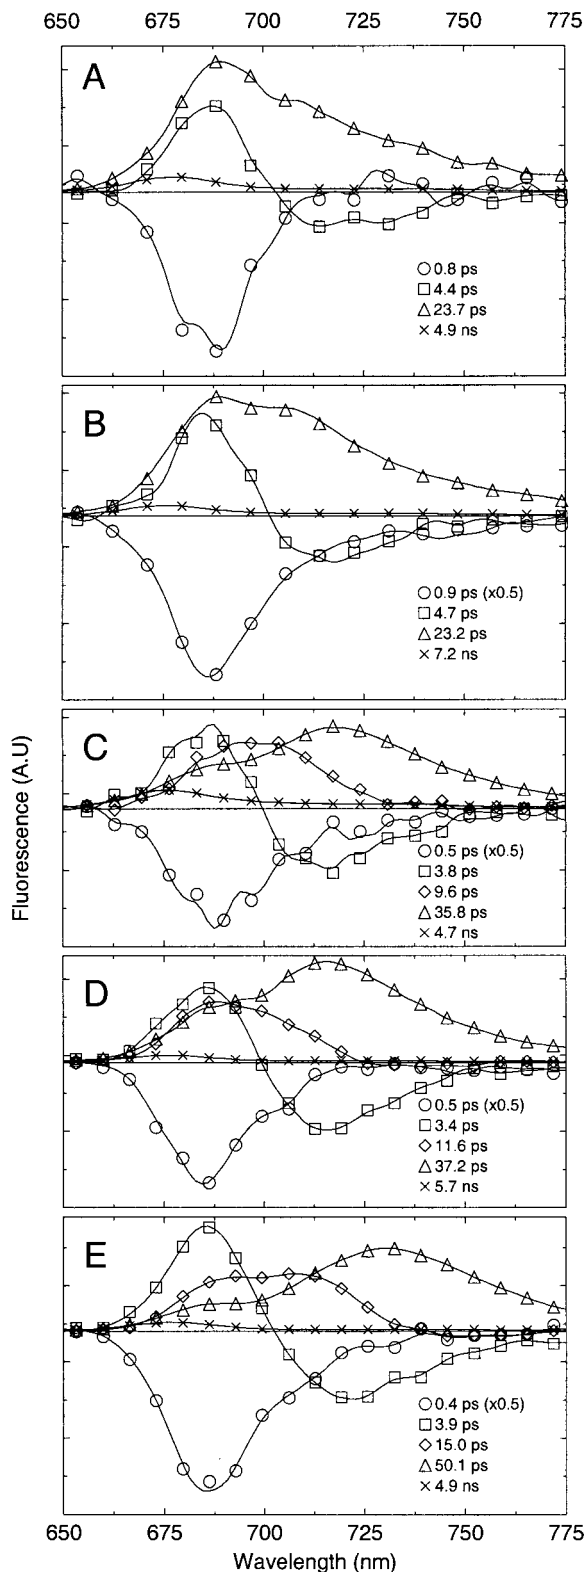 650 675 700 725 750 775
A
○ 0.8 ps
□ 4.4 ps
△ 23.7 ps
× 4.9 ns
B
○ 0.9 ps (x0.5)
□ 4.7 ps
△ 23.2 ps
× 7.2 ns
Fluorescence (A.U)
C
○ 0.5 ps (x0.5)
□ 3.8 ps
◇ 9.6 ps
△ 35.8 ps
× 4.7 ns
D
○ 0.5 ps (x0.5)
□ 3.4 ps
◇ 11.6 ps
△ 37.2 ps
× 5.7 ns
E
○ 0.4 ps (x0.5)
□ 3.9 ps
◇ 15.0 ps
△ 50.1 ps
× 4.9 ns
650 675 700 725 750 775
Wavelength (nm)